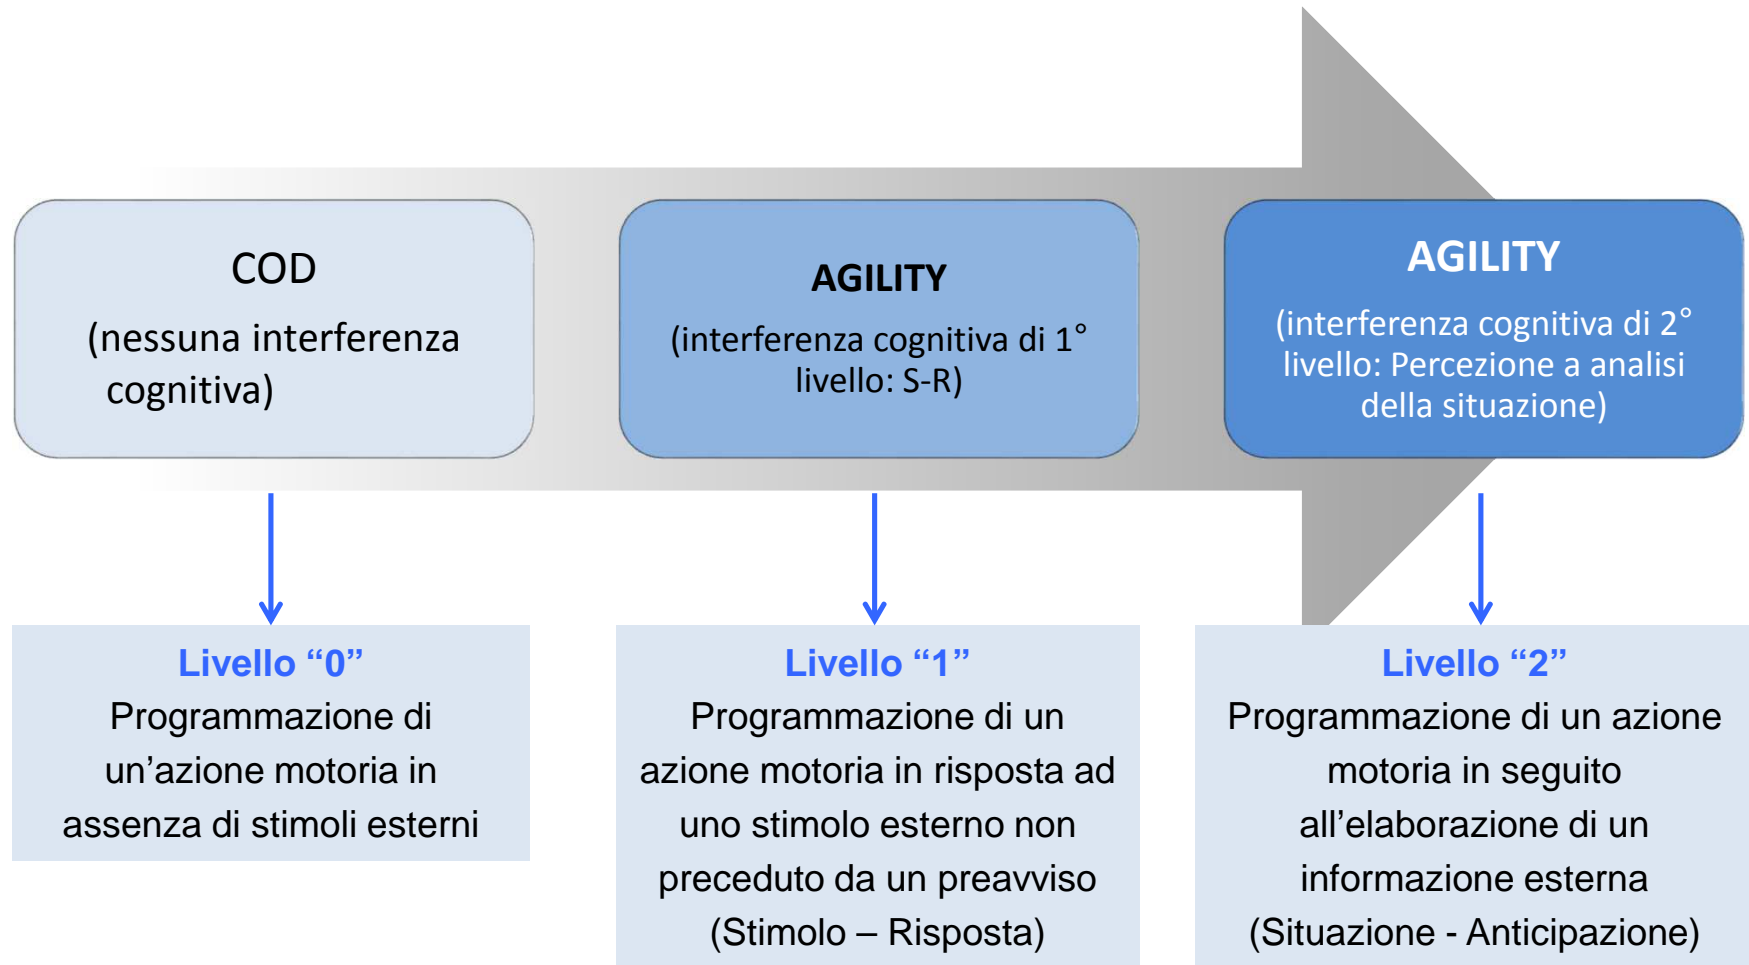 COD
(nessuna interferenza
cognitiva)
AGILITY
(interferenza cognitiva di 1°
livello: S-R)
AGILITY
(interferenza cognitiva di 2°
livello: Percezione a analisi
della situazione)
Livello “0”
Programmazione di
un’azione motoria in
assenza di stimoli esterni
Livello “1”
Programmazione di un
azione motoria in risposta ad
uno stimolo esterno non
preceduto da un preavviso
(Stimolo – Risposta)
Livello “2”
Programmazione di un azione
motoria in seguito
all’elaborazione di un
informazione esterna
(Situazione - Anticipazione)